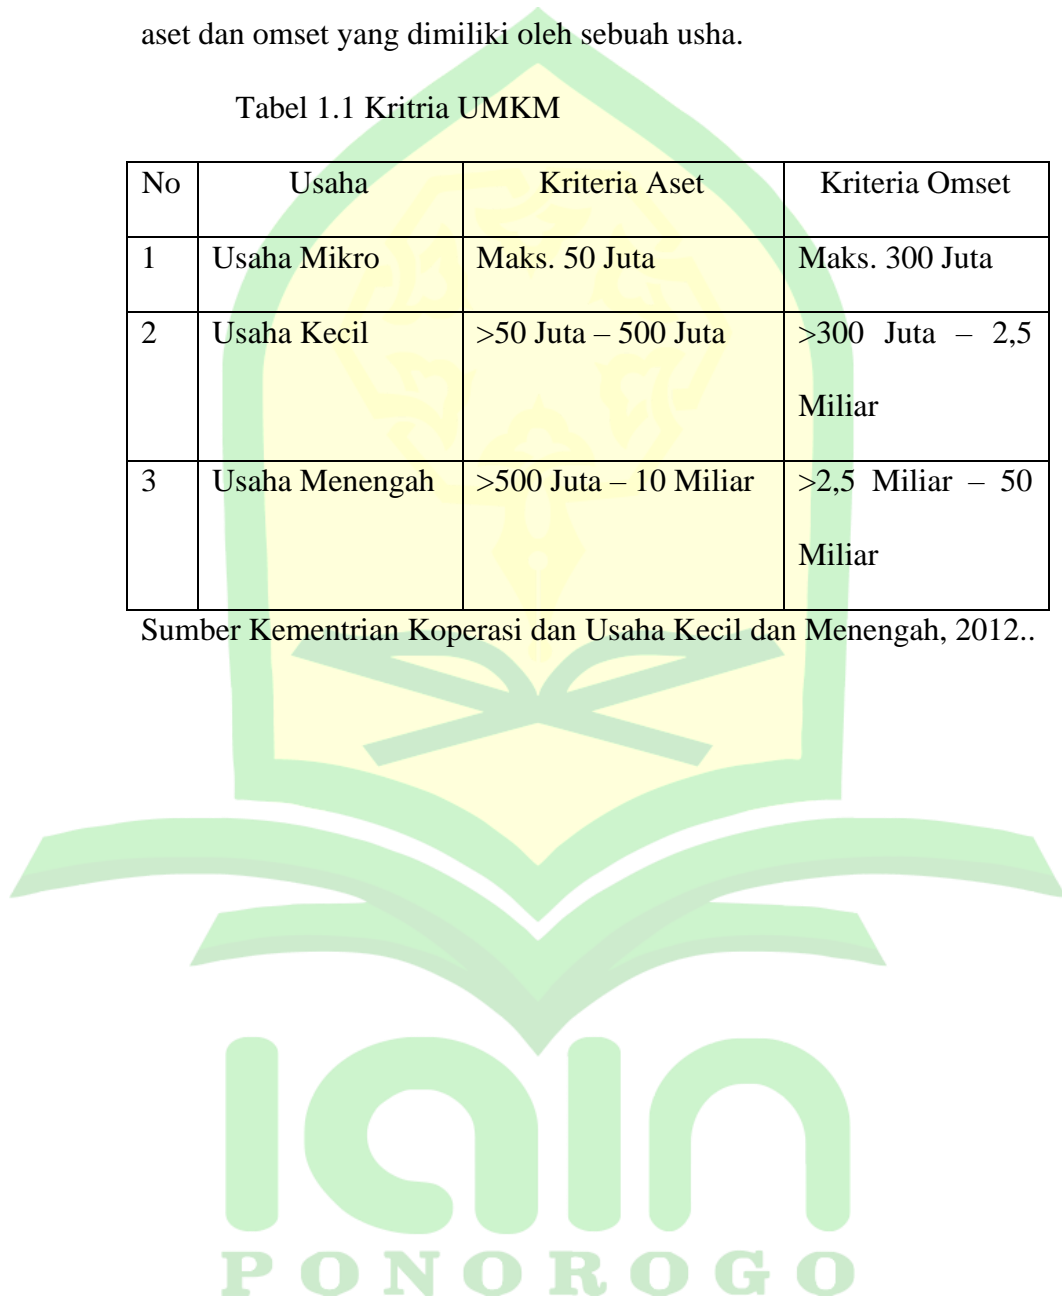 aset dan omset yang dimiliki oleh sebuah usha.
Tabel 1.1 Kritria UMKM
No Usaha Kriteria Aset Kriteria Omset
1 Usaha Mikro Maks. 50 Juta Maks. 300 Juta
2 Usaha Kecil >50 Juta – 500 Juta >300 Juta – 2,5
Miliar
3 Usaha Menengah >500 Juta – 10 Miliar >2,5 Miliar – 50
Miliar
Sumber Kementrian Koperasi dan Usaha Kecil dan Menengah, 2012..
IAIN
PONOROGO